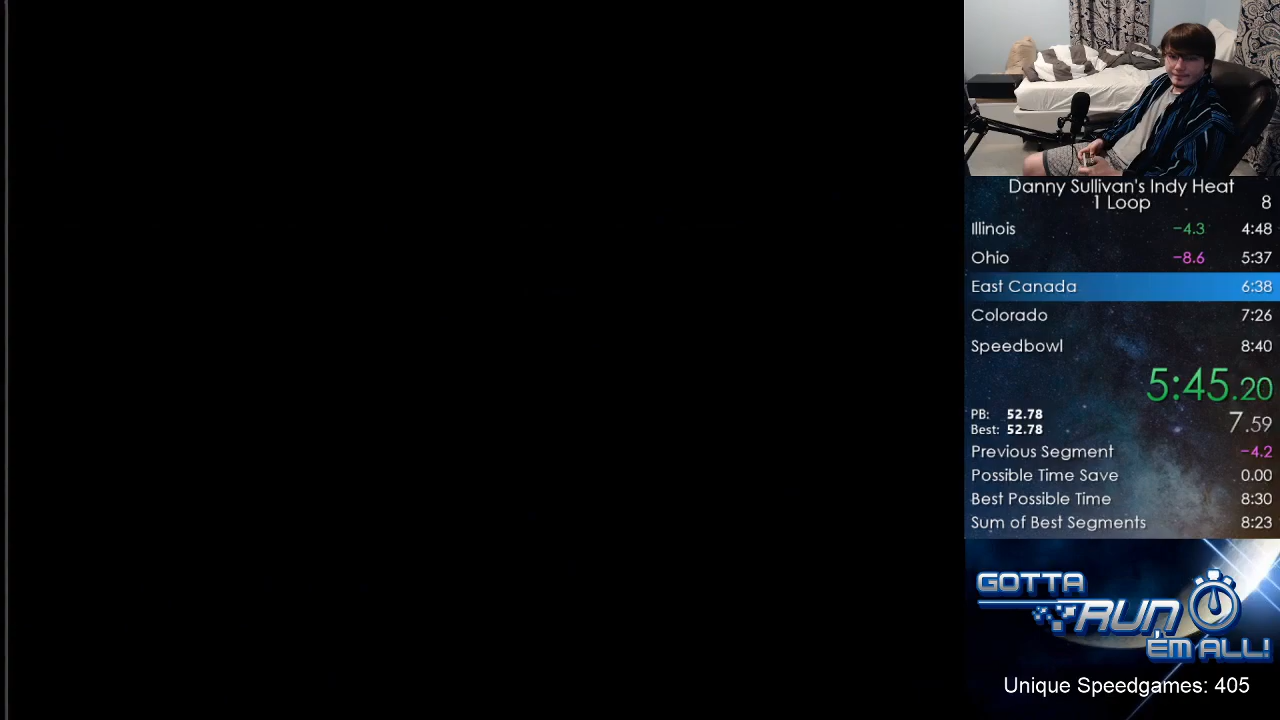 Danny Sullivan's Indy Heat
1 Loop 8
Illinois -4.3 4:48
Ohio -8.6 5:37
East Canada 6:38
Colorado 7:26
Speedbowl 8:40
5:45.20
PB: 52.78
Best: 52.78
7.59
Previous Segment -4.2
Possible Time Save 0.00
Best Possible Time 8:30
Sum of Best Segments 8:23
GOTTA
RUN
'EM ALL!
Unique Speedgames: 405